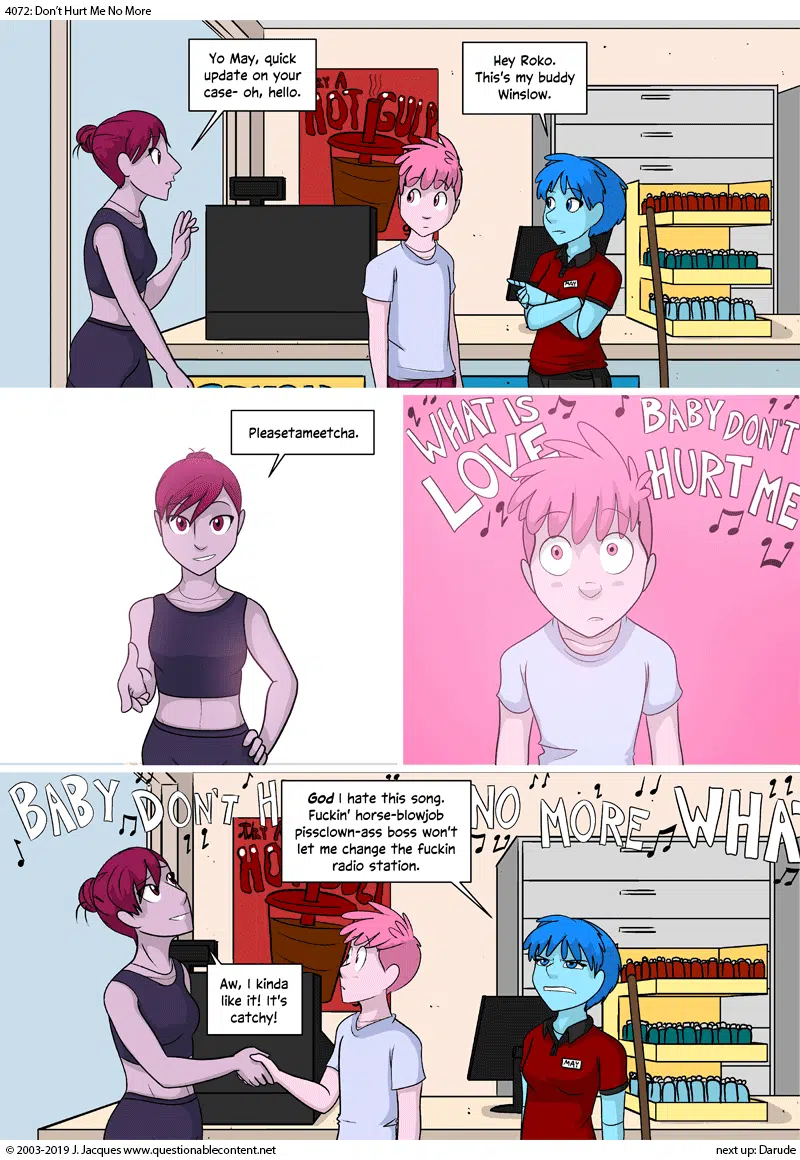 4072: Don't Hurt Me No More
Yo May, quick
update on your
case- oh, hello.
Hey Roko.
This's my buddy
Winslow.
TRY A
HOT GULP
MAY
Pleasetameetcha.
WHAT IS
LOVE
BABY DON'T
HURT ME
BABY DON'T H
NO MORE WHA
God I hate this song.
Fuckin' horse-blowjob
pissclown-ass boss won't
let me change the fuckin
radio station.
HO
Aw, I kinda
like it! It's
catchy!
MAY
© 2003-2019 J. Jacques www.questionablecontent.net
next up: Darude